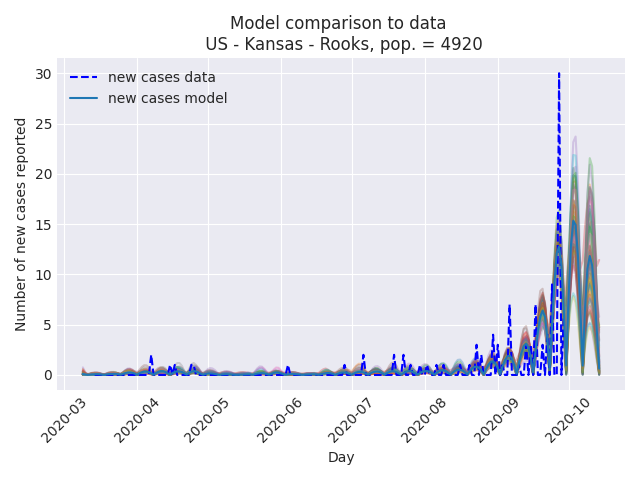 Model comparison to data
US - Kansas - Rooks, pop. = 4920
new cases data
new cases model
Number of new cases reported
30
25
20
15
10
5
0
2020-03
2020-04
2020-05
2020-06
2020-07
2020-08
2020-09
2020-10
Day